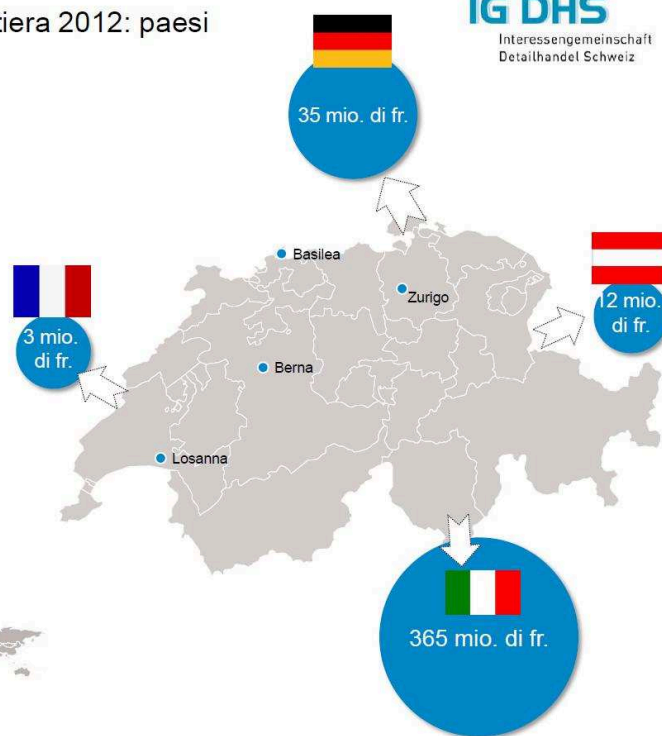 tiera 2012: paesi
IG DHS
Interessengemeinschaft
Detailhandel Schweiz
35 mio. di fr.
Basilea
Zurigo
12 mio.
di fr.
3 mio.
di fr.
Berna
Losanna
365 mio. di fr.